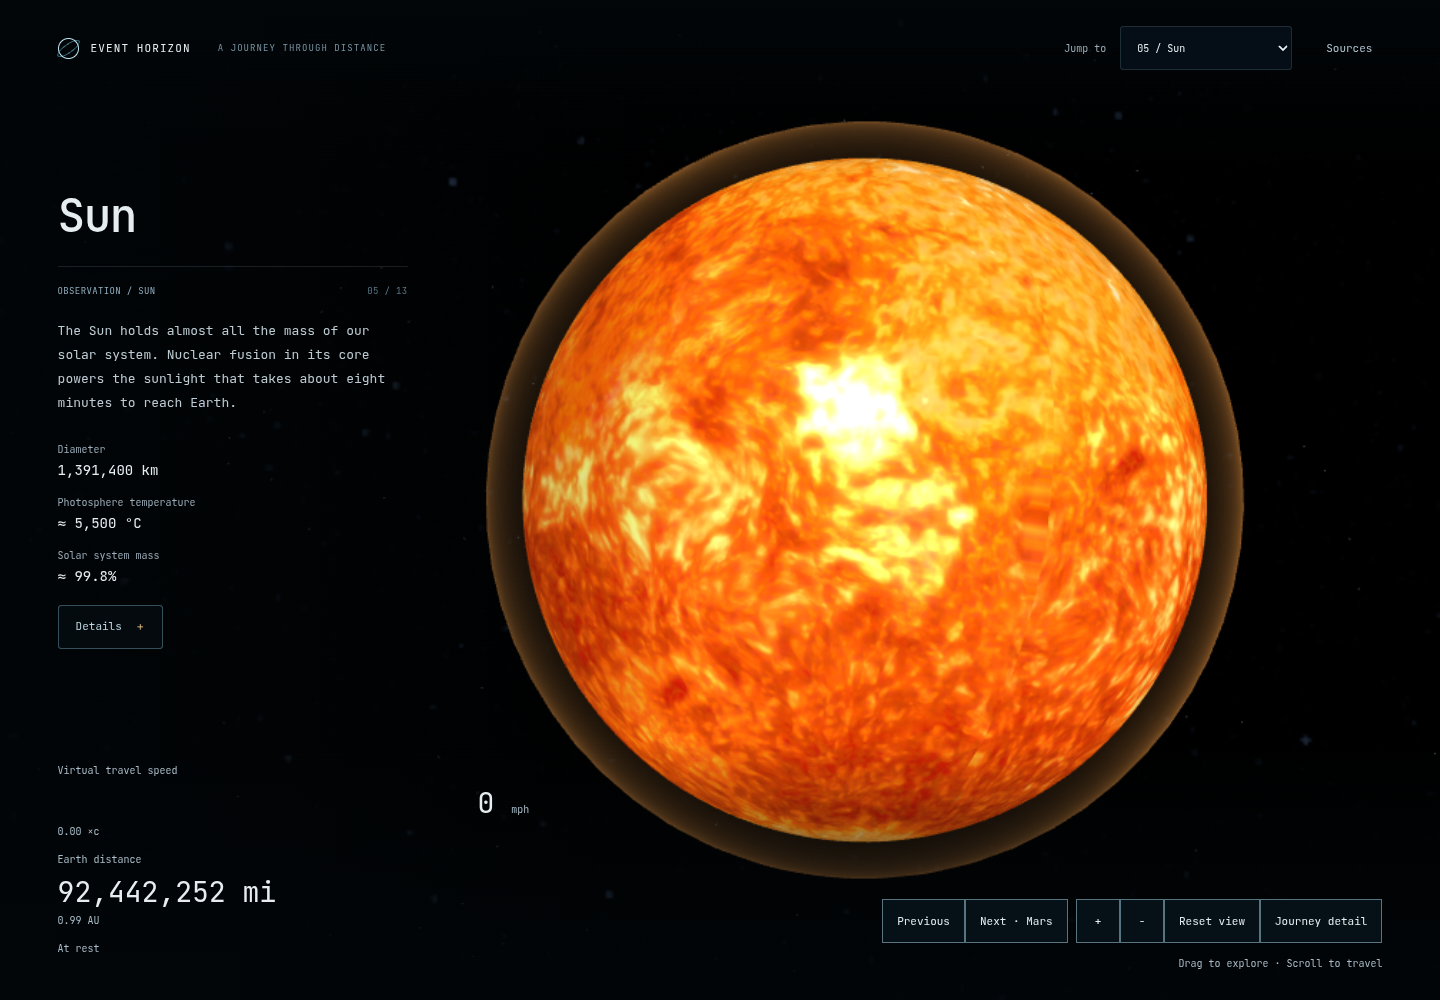 EVENT HORIZON
A JOURNEY THROUGH DISTANCE
Jump to
05 / Sun
Sources
Sun
OBSERVATION / SUN
05 / 13
The Sun holds almost all the mass of our
solar system. Nuclear fusion in its core
powers the sunlight that takes about eight
minutes to reach Earth.
Diameter
1,391,400 km
Photosphere temperature
≈ 5,500 °C
Solar system mass
≈ 99.8%
Details +
Virtual travel speed
0 mph
0.00 ×c
Earth distance
92,442,252 mi
0.99 AU
At rest
Previous
Next · Mars
+
-
Reset view
Journey detail
Drag to explore · Scroll to travel